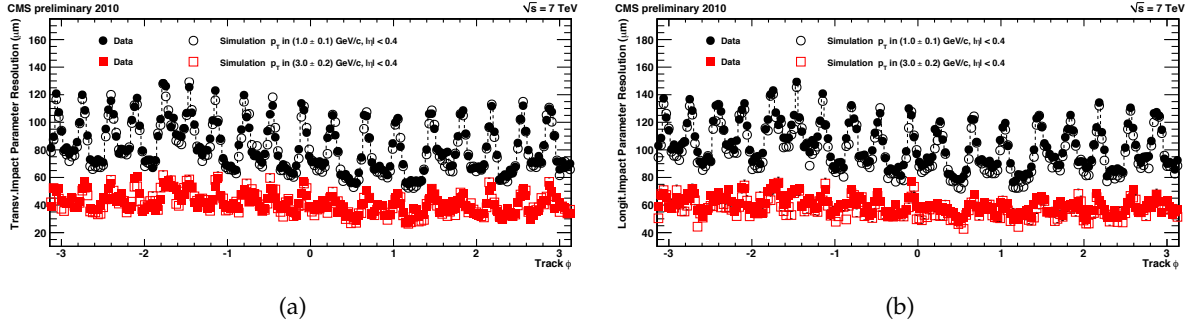 CMS preliminary 2010
√s = 7 TeV
Transv.Impact Parameter Resolution (μm)
Data
Simulation p_T in (1.0 ± 0.1) GeV/c, |η| < 0.4
Data
Simulation p_T in (3.0 ± 0.2) GeV/c, |η| < 0.4
160
140
120
100
80
60
40
20
-3 -2 -1 0 1 2 3
Track ϕ
(a)
CMS preliminary 2010
√s = 7 TeV
Longit.Impact Parameter Resolution (μm)
Data
Simulation p_T in (1.0 ± 0.1) GeV/c, |η| < 0.4
Data
Simulation p_T in (3.0 ± 0.2) GeV/c, |η| < 0.4
160
140
120
100
80
60
40
-3 -2 -1 0 1 2 3
Track ϕ
(b)